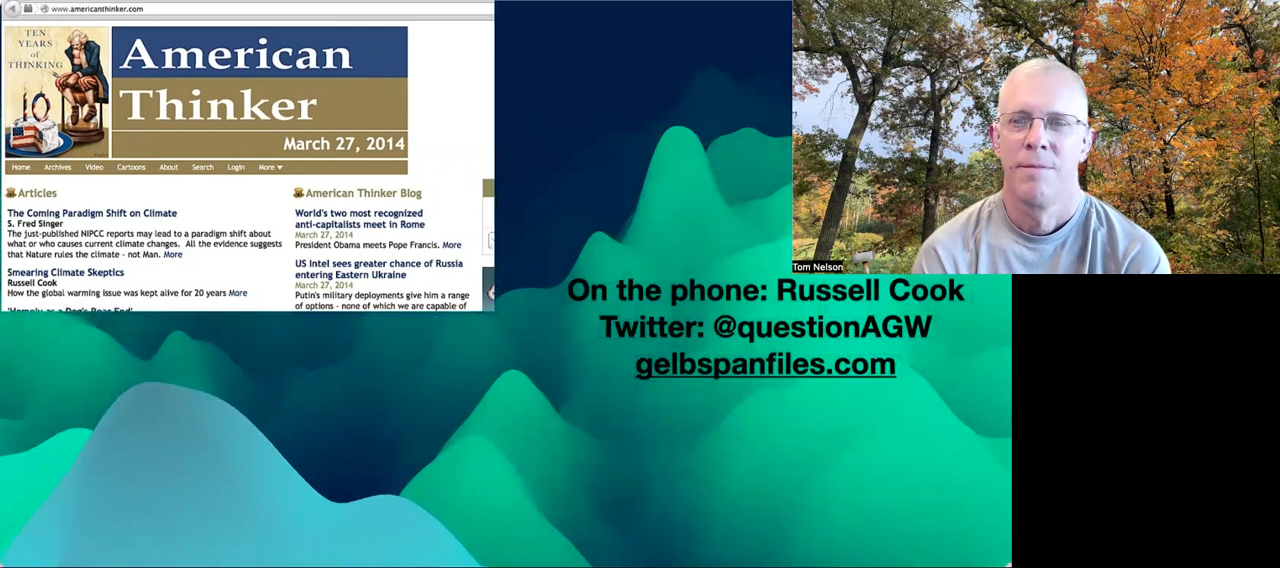 www.americanthinker.com
TEN
YEARS
of
THINKING
American
Thinker
March 27, 2014
Home Archives Video Cartoons About Search Login More ▼
Articles
The Coming Paradigm Shift on Climate
S. Fred Singer
The just-published NIPCC reports may lead to a paradigm shift about
what or who causes current climate changes. All the evidence suggests
that Nature rules the climate - not Man. More
Smearing Climate Skeptics
Russell Cook
How the global warming issue was kept alive for 20 years More
American Thinker Blog
World's two most recognized
anti-capitalists meet in Rome
March 27, 2014
President Obama meets Pope Francis. More
US Intel sees greater chance of Russia
entering Eastern Ukraine
March 27, 2014
Putin's military deployments give him a range
of options - none of which we are capable of
Tom Nelson
On the phone: Russell Cook
Twitter: @questionAGW
gelbspanfiles.com